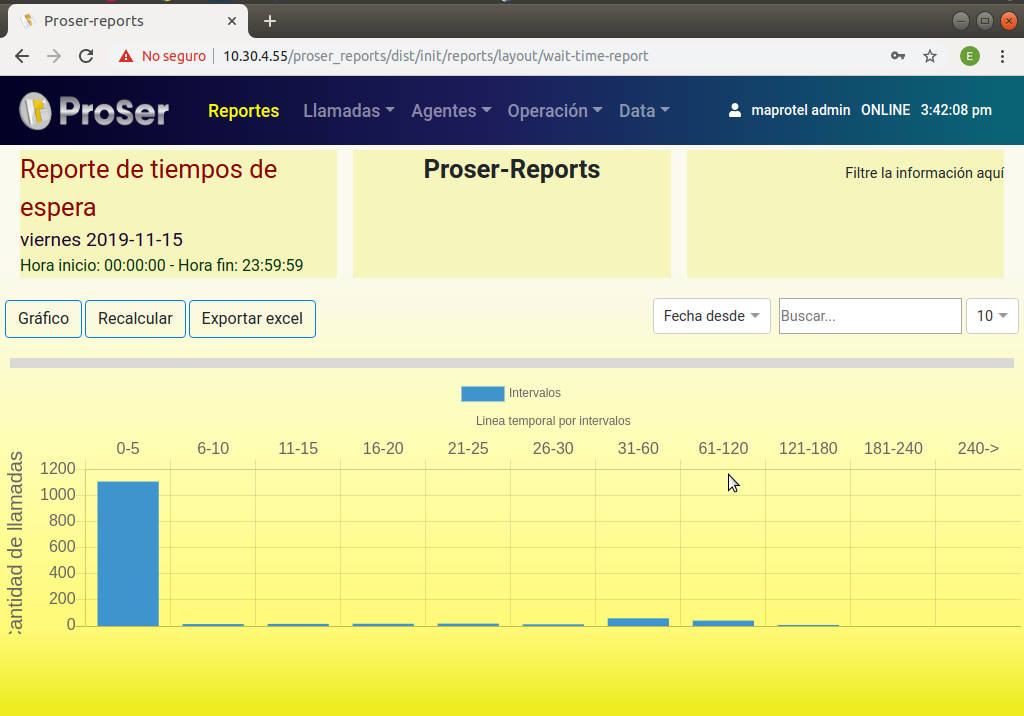 Proser-reports
No seguro
10.30.4.55/proser_reports/dist/init/reports/layout/wait-time-report
E
ProSer
Reportes
Llamadas
Agentes
Operación
Data
maprotel admin
ONLINE
3:42:08 pm
Reporte de tiempos de
espera
viernes 2019-11-15
Hora inicio: 00:00:00 - Hora fin: 23:59:59
Proser-Reports
Filtre la información aquí
Gráfico
Recalcular
Exportar excel
Fecha desde
Buscar...
10
Intervalos
Linea temporal por intervalos
0-5
6-10
11-15
16-20
21-25
26-30
31-60
61-120
121-180
181-240
240->
Cantidad de llamadas
1200
1000
800
600
400
200
0